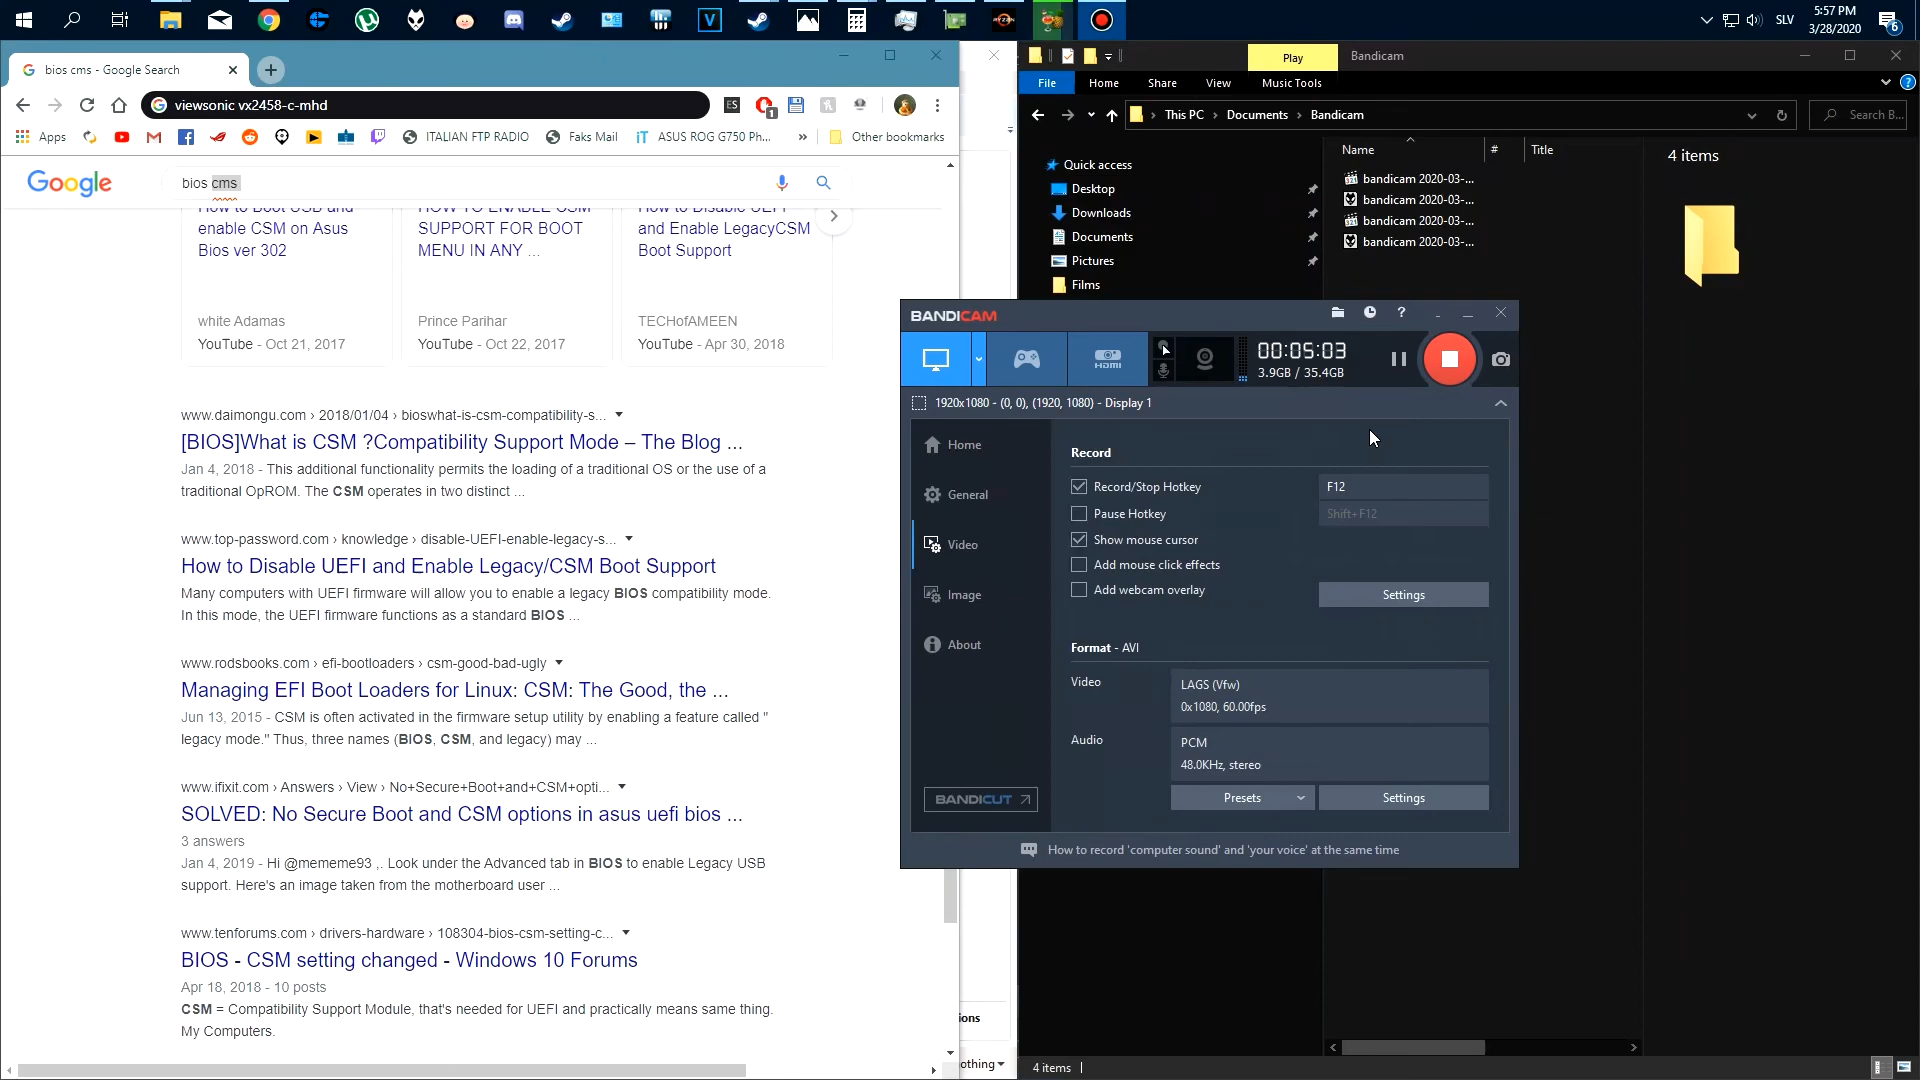 SLV
5:57 PM
3/28/2020
6
bios cms - Google Search
viewsonic vx2458-c-mhd
ES
1
Apps
ITALIAN FTP RADIO
Faks Mail
iT
ASUS ROG G750 Ph...
»
Other bookmarks
Google
bios cms
How to Boot USB and
enable CSM on Asus
Bios ver 302
white Adamas
YouTube - Oct 21, 2017
HOW TO ENABLE CSM
SUPPORT FOR BOOT
MENU IN ANY ...
Prince Parihar
YouTube - Oct 22, 2017
How to Disable UEFI
and Enable LegacyCSM
Boot Support
TECHofAMEEN
YouTube - Apr 30, 2018
www.daimongu.com › 2018/01/04 › bioswhat-is-csm-compatibility-s...
[BIOS]What is CSM ?Compatibility Support Mode – The Blog ...
Jan 4, 2018 - This additional functionality permits the loading of a traditional OS or the use of a
traditional OpROM. The CSM operates in two distinct ...
www.top-password.com › knowledge › disable-UEFI-enable-legacy-s...
How to Disable UEFI and Enable Legacy/CSM Boot Support
Many computers with UEFI firmware will allow you to enable a legacy BIOS compatibility mode.
In this mode, the UEFI firmware functions as a standard BIOS ...
www.rodsbooks.com › efi-bootloaders › csm-good-bad-ugly
Managing EFI Boot Loaders for Linux: CSM: The Good, the ...
Jun 13, 2015 - CSM is often activated in the firmware setup utility by enabling a feature called "
legacy mode." Thus, three names (BIOS, CSM, and legacy) may ...
www.ifixit.com › Answers › View › No+Secure+Boot+and+CSM+opti...
SOLVED: No Secure Boot and CSM options in asus uefi bios ...
3 answers
Jan 4, 2019 - Hi @mememe93 ,. Look under the Advanced tab in BIOS to enable Legacy USB
support. Here's an image taken from the motherboard user ...
www.tenforums.com › drivers-hardware › 108304-bios-csm-setting-c...
BIOS - CSM setting changed - Windows 10 Forums
Apr 18, 2018 - 10 posts
CSM = Compatibility Support Module, that's needed for UEFI and practically means same thing.
My Computers.
ions
othing
Play
Bandicam
File
Home
Share
View
Music Tools
This PC › Documents › Bandicam
Search B...
Quick access
Desktop
Downloads
Documents
Pictures
Films
Name
#
Title
bandicam 2020-03-...
bandicam 2020-03-...
bandicam 2020-03-...
bandicam 2020-03-...
4 items
4 items
BANDICAM
?
HDMI
00:05:03
3.9GB / 35.4GB
1920x1080 - (0, 0), (1920, 1080) - Display 1
Home
General
Video
Image
About
BANDICUT
Record
Record/Stop Hotkey
F12
Pause Hotkey
Shift+F12
Show mouse cursor
Add mouse click effects
Add webcam overlay
Settings
Format - AVI
Video
LAGS (Vfw)
0x1080, 60.00fps
Audio
PCM
48.0KHz, stereo
Presets
Settings
How to record 'computer sound' and 'your voice' at the same time